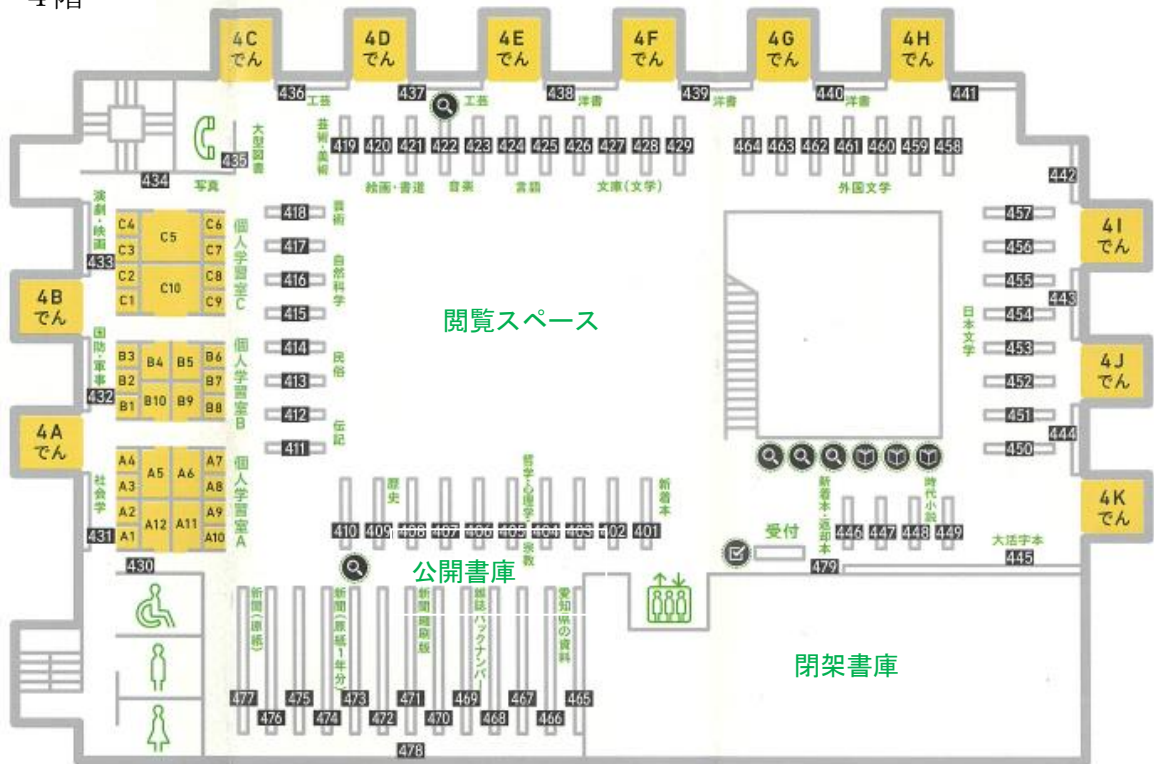 4階
4C
でん
4D
でん
4E
でん
4F
でん
4G
でん
4H
でん
436
工芸
437
工芸
438
洋書
439
洋書
440
洋書
441
大型図書
435
芸術・美術
419
420
421
422
423
424
425
426
427
428
429
464
463
462
461
460
459
458
442
434
写真
絵画・書道
音楽
言語
文庫(文学)
外国文学
演劇・映画
433
C4
C3
C5
C6
C7
C2
C1
C10
C8
C9
個人学習室C
418
芸術
417
416
自然科学
415
414
民俗
413
412
伝記
411
457
456
455
454
453
452
451
450
日本文学
443
444
4I
でん
4J
でん
4K
でん
4B
でん
4A
でん
国防・軍事
432
B3
B2
B1
B4
B5
B10
B9
B6
B7
B8
個人学習室B
社会学
431
A4
A3
A2
A1
A5
A6
A12
A11
A7
A8
A9
A10
個人学習室A
閲覧スペース
430
歴史
哲学・心理学
宗教
新着本
410
409
408
407
406
405
404
403
402
401
公開書庫
受付
新着本・返却本
時代小説
446
447
448
449
479
大活字本
445
新聞(原紙)
新聞(原紙1年分)
新聞縮刷版
雑誌バックナンバー
愛知県の資料
477
476
475
474
473
472
471
470
469
468
467
466
465
478
閉架書庫